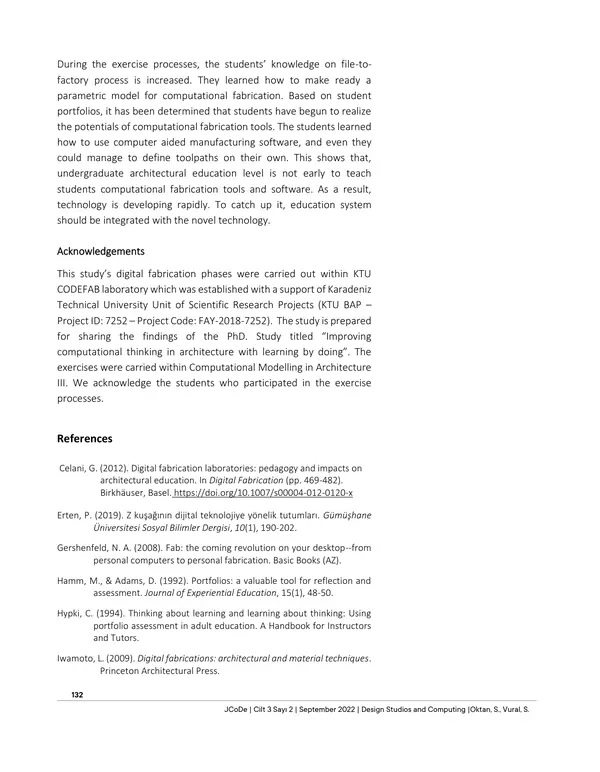 During the exercise processes, the students’ knowledge on file-to-
factory process is increased. They learned how to make ready a
parametric model for computational fabrication. Based on student
portfolios, it has been determined that students have begun to realize
the potentials of computational fabrication tools. The students learned
how to use computer aided manufacturing software, and even they
could manage to define toolpaths on their own. This shows that,
undergraduate architectural education level is not early to teach
students computational fabrication tools and software. As a result,
technology is developing rapidly. To catch up it, education system
should be integrated with the novel technology.
Acknowledgements
This study’s digital fabrication phases were carried out within KTU
CODEFAB laboratory which was established with a support of Karadeniz
Technical University Unit of Scientific Research Projects (KTU BAP –
Project ID: 7252 – Project Code: FAY-2018-7252). The study is prepared
for sharing the findings of the PhD. Study titled “Improving
computational thinking in architecture with learning by doing”. The
exercises were carried within Computational Modelling in Architecture
III. We acknowledge the students who participated in the exercise
processes.
References
Celani, G. (2012). Digital fabrication laboratories: pedagogy and impacts on
architectural education. In Digital Fabrication (pp. 469-482).
Birkhäuser, Basel. https://doi.org/10.1007/s00004-012-0120-x
Erten, P. (2019). Z kuşağının dijital teknolojiye yönelik tutumları. Gümüşhane
Üniversitesi Sosyal Bilimler Dergisi, 10(1), 190-202.
Gershenfeld, N. A. (2008). Fab: the coming revolution on your desktop--from
personal computers to personal fabrication. Basic Books (AZ).
Hamm, M., & Adams, D. (1992). Portfolios: a valuable tool for reflection and
assessment. Journal of Experiential Education, 15(1), 48-50.
Hypki, C. (1994). Thinking about learning and learning about thinking: Using
portfolio assessment in adult education. A Handbook for Instructors
and Tutors.
Iwamoto, L. (2009). Digital fabrications: architectural and material techniques.
Princeton Architectural Press.
132
JCoDe | Cilt 3 Sayı 2 | September 2022 | Design Studios and Computing |Oktan, S., Vural, S.